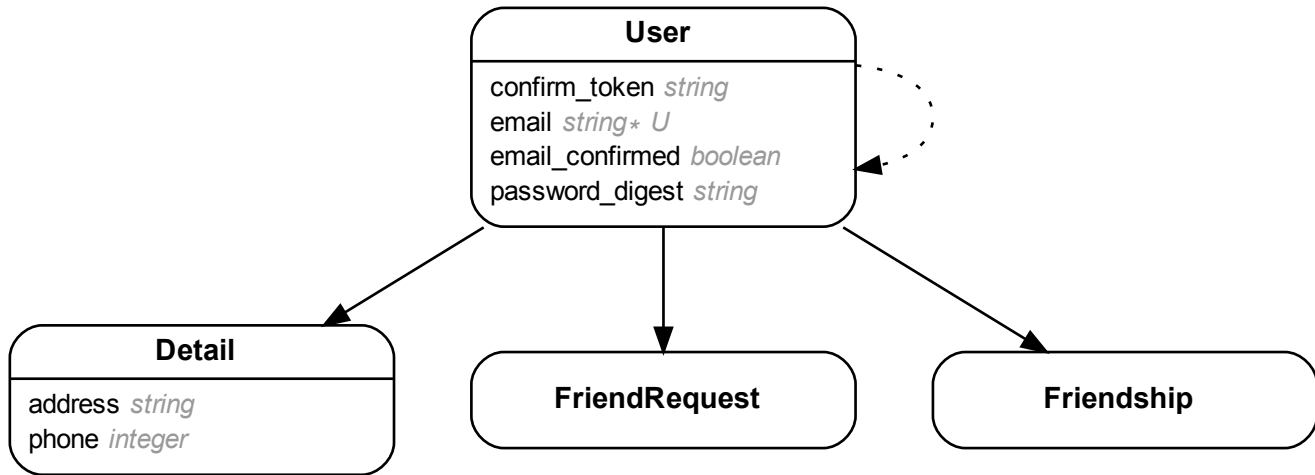 User
confirm_token string
email string* U
email_confirmed boolean
password_digest string
Detail
address string
phone integer
FriendRequest
Friendship